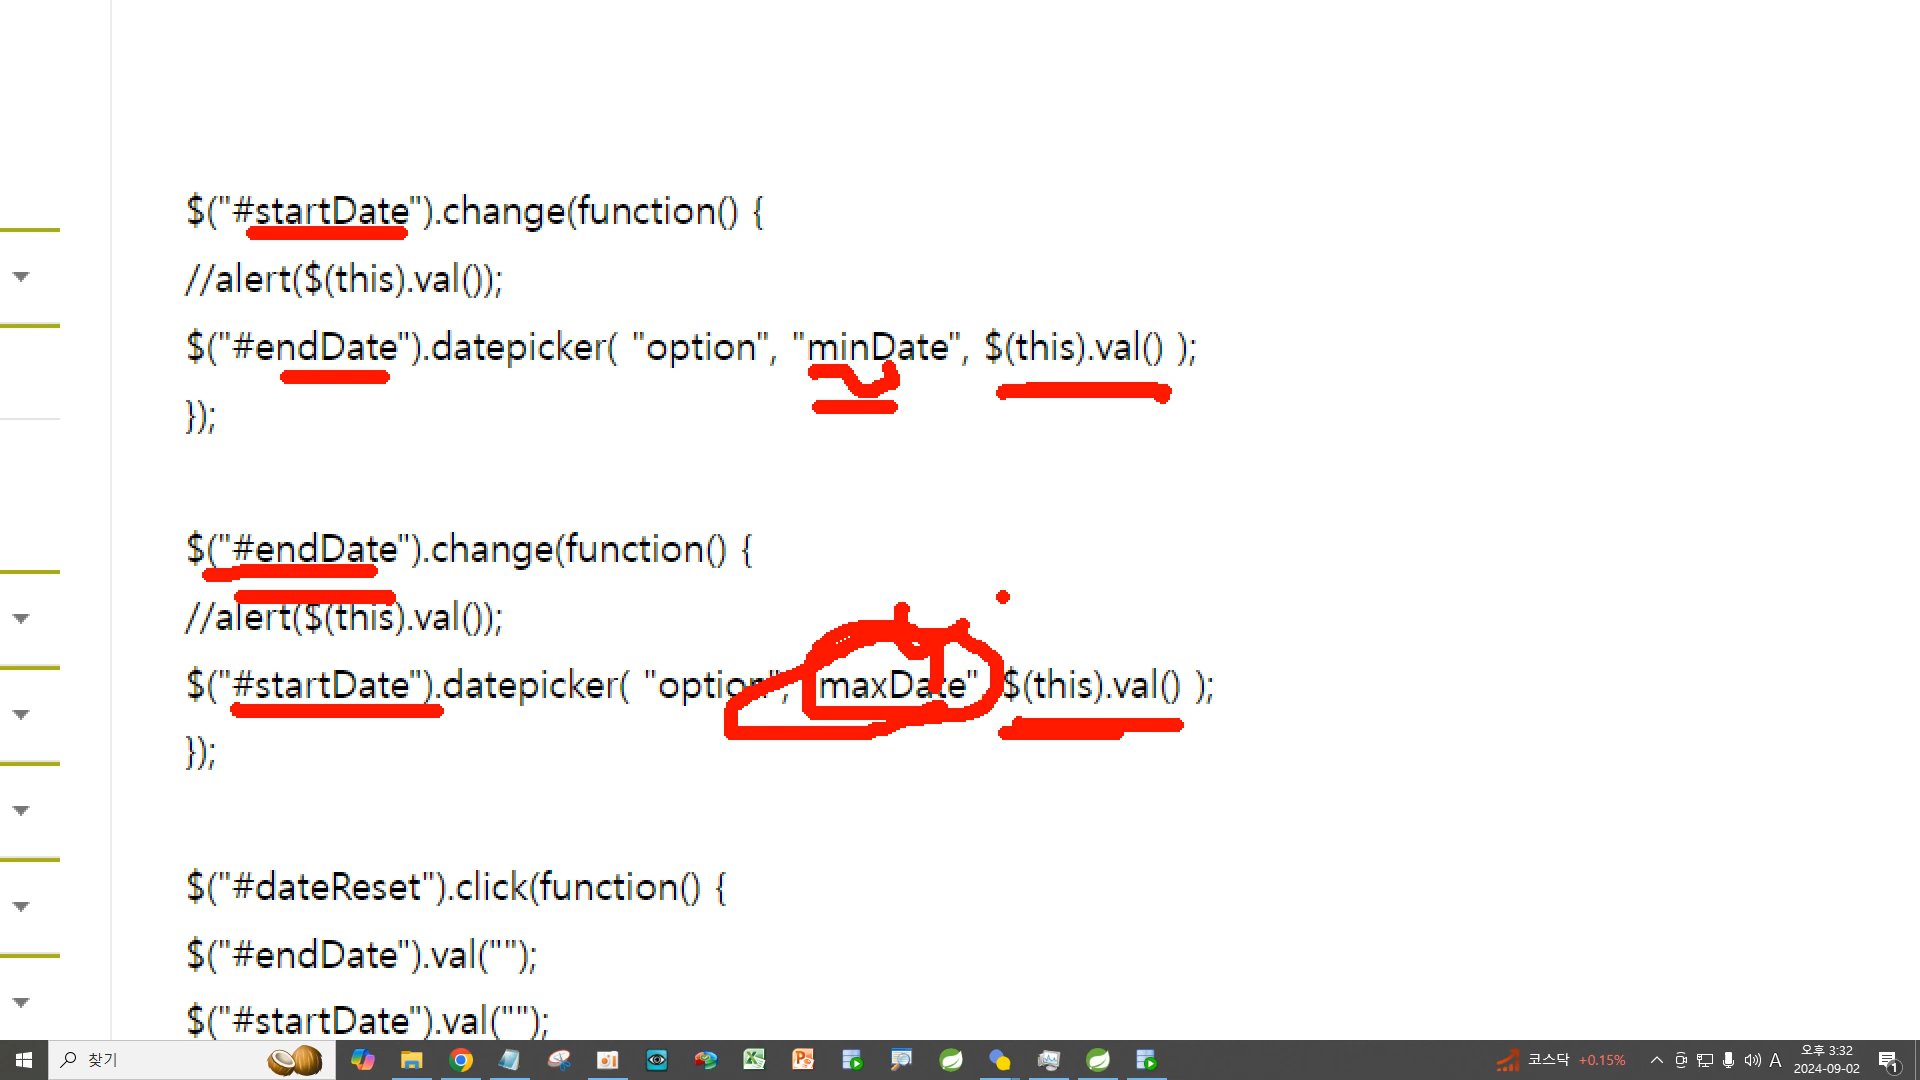 $("#startDate").change(function() {
//alert($(this).val());
$("#endDate").datepicker( "option", "minDate", $(this).val() );
});
$("#endDate").change(function() {
//alert($(this).val());
$("#startDate").datepicker( "option", "maxDate", $(this).val() );
});
$("#dateReset").click(function() {
$("#endDate").val("");
$("#startDate").val("");
찾기
코스닥 +0.15%
A
오후 3:32
2024-09-02
1